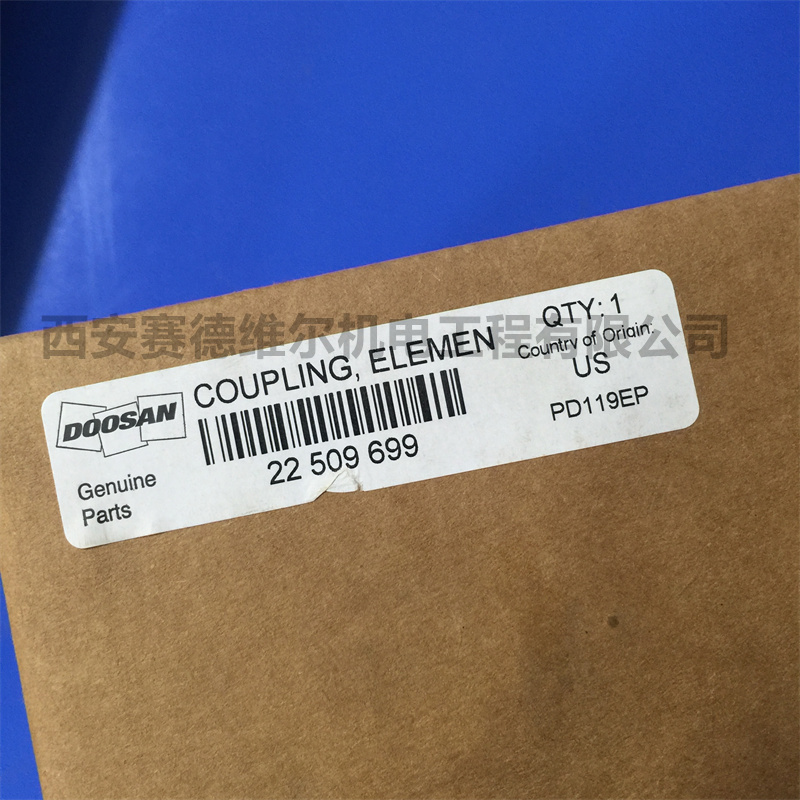 西安赛德维尔机电工程有限公司
DOOSAN
Genuine
Parts
COUPLING, ELEMEN
22 509 699
QTY: 1
Country of Origin:
US
PD119EP